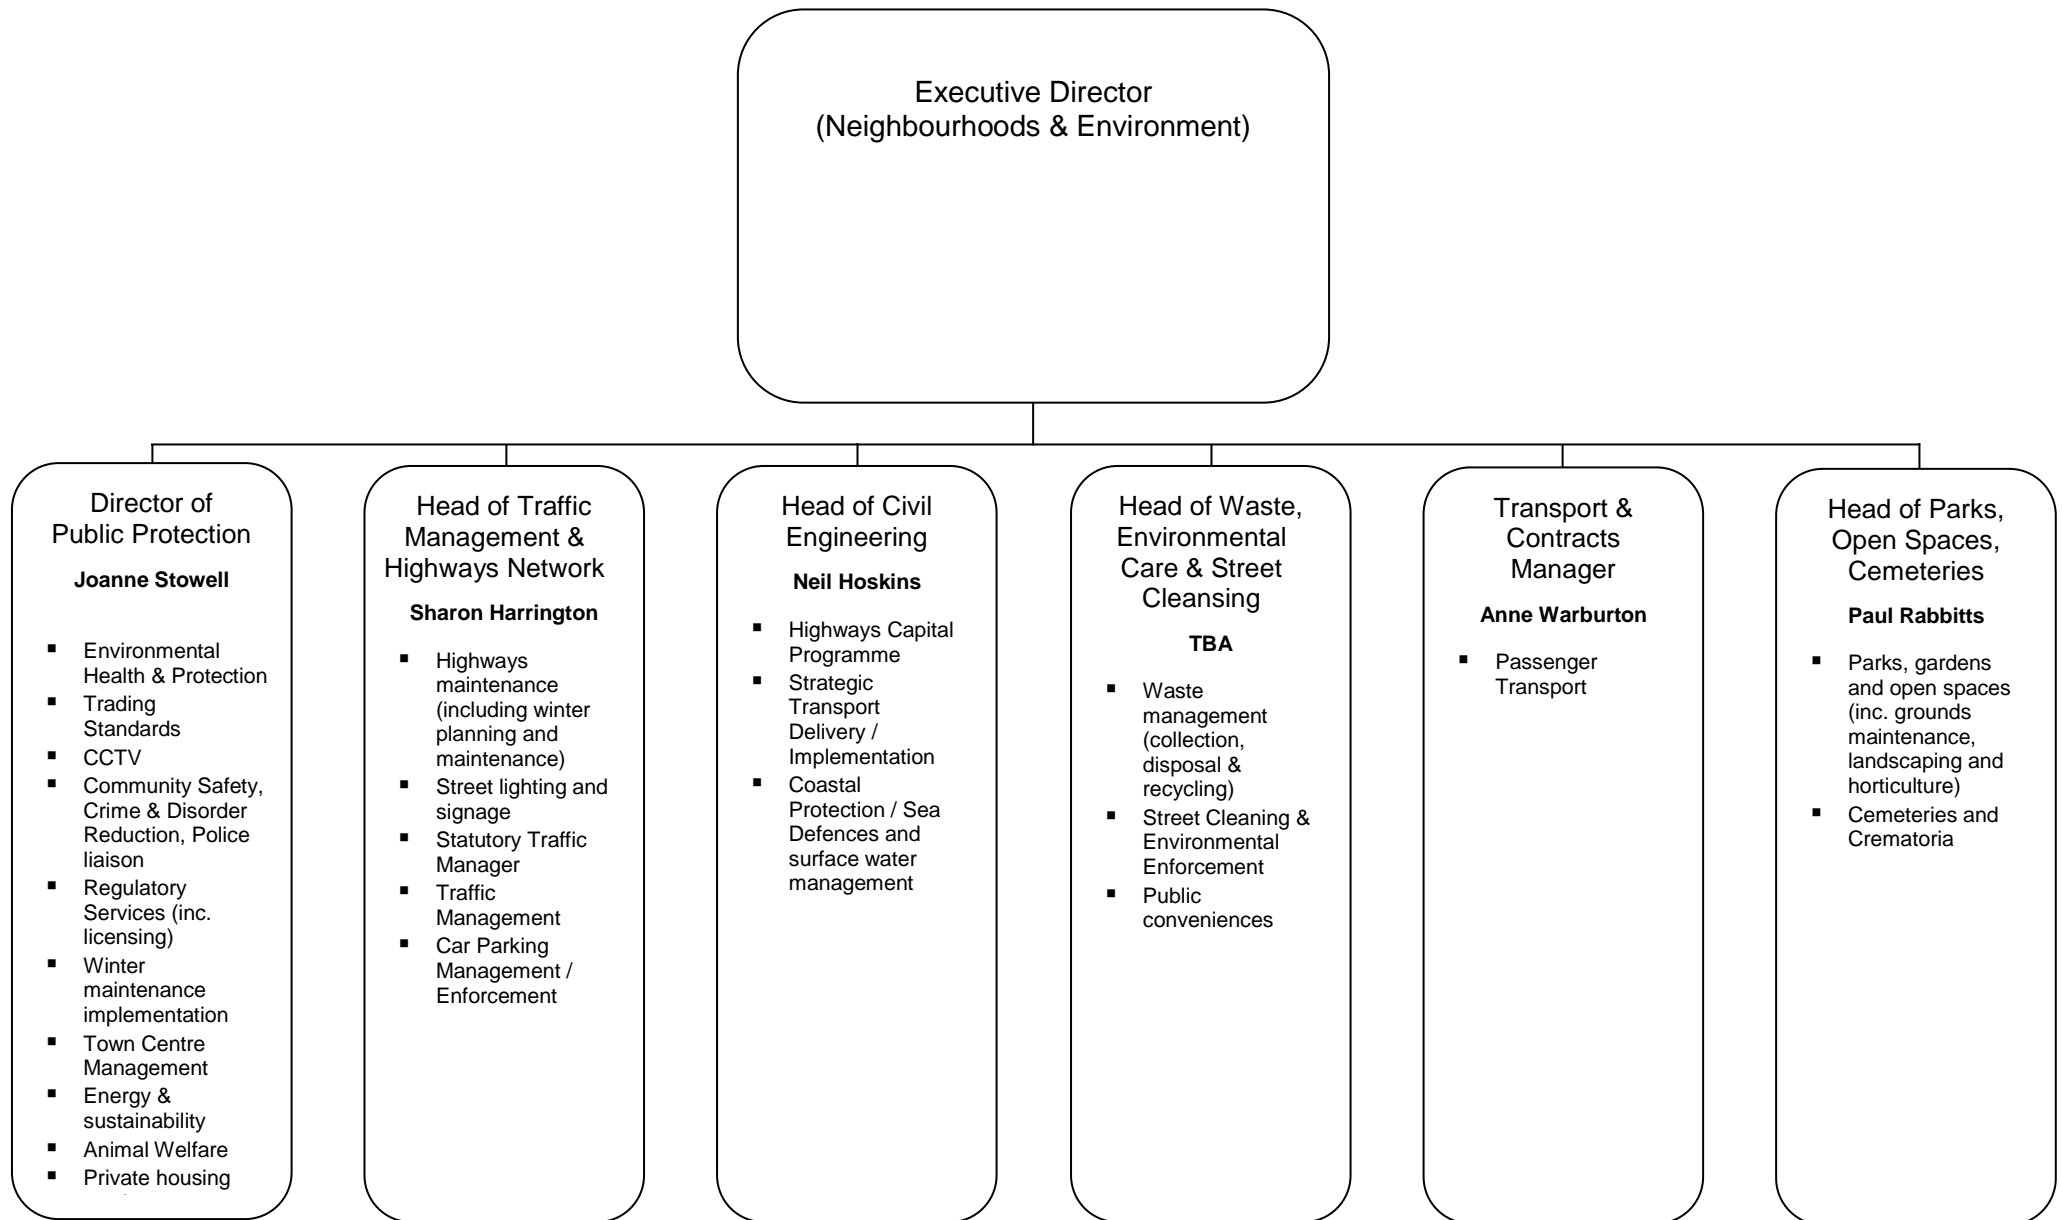 Executive Director
(Neighbourhoods & Environment)
Director of
Public Protection
Joanne Stowell
▪ Environmental
Health & Protection
▪ Trading
Standards
▪ CCTV
▪ Community Safety,
Crime & Disorder
Reduction, Police
liaison
▪ Regulatory
Services (inc.
licensing)
▪ Winter
maintenance
implementation
▪ Town Centre
Management
▪ Energy &
sustainability
▪ Animal Welfare
▪ Private housing
Head of Traffic
Management &
Highways Network
Sharon Harrington
▪ Highways
maintenance
(including winter
planning and
maintenance)
▪ Street lighting and
signage
▪ Statutory Traffic
Manager
▪ Traffic
Management
▪ Car Parking
Management /
Enforcement
Head of Civil
Engineering
Neil Hoskins
▪ Highways Capital
Programme
▪ Strategic
Transport
Delivery /
Implementation
▪ Coastal
Protection / Sea
Defences and
surface water
management
Head of Waste,
Environmental
Care & Street
Cleansing
TBA
▪ Waste
management
(collection,
disposal &
recycling)
▪ Street Cleaning &
Environmental
Enforcement
▪ Public
conveniences
Transport &
Contracts
Manager
Anne Warburton
▪ Passenger
Transport
Head of Parks,
Open Spaces,
Cemeteries
Paul Rabbitts
▪ Parks, gardens
and open spaces
(inc. grounds
maintenance,
landscaping and
horticulture)
▪ Cemeteries and
Crematoria